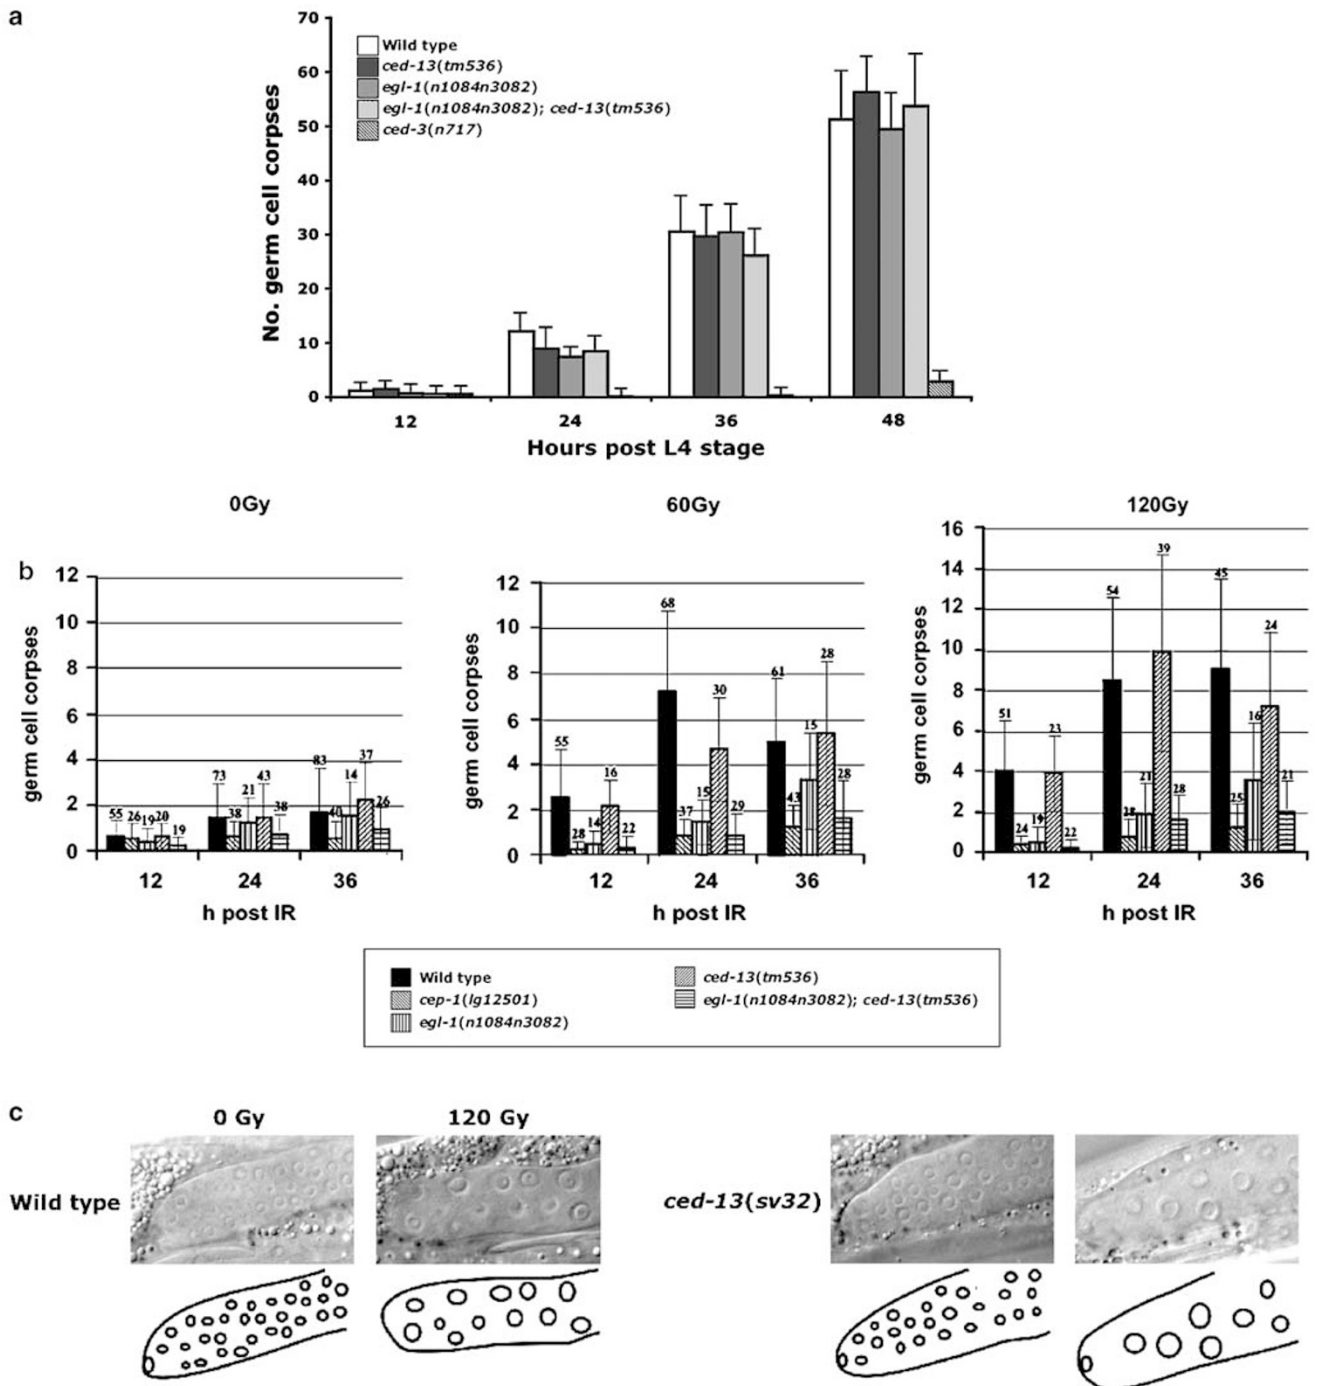 a
70
60
50
40
30
20
10
0
No. germ cell corpses
Wild type
ced-13(tm536)
egl-1(n1084n3082)
egl-1(n1084n3082); ced-13(tm536)
ced-3(n717)
12 24 36 48
Hours post L4 stage
b
0Gy
12
10
8
6
4
2
0
germ cell corpses
55 26 19 20 19 73 38 21 43 38 83 40 14 37 26
12 24 36
h post IR
60Gy
12
10
8
6
4
2
0
germ cell corpses
55 28 14 16 22 68 37 15 30 29 61 43 15 28 28
12 24 36
h post IR
120Gy
16
14
12
10
8
6
4
2
0
germ cell corpses
51 24 19 23 22 54 28 21 39 28 45 25 16 24 21
12 24 36
h post IR
Wild type
cep-1(lg12501)
egl-1(n1084n3082)
ced-13(tm536)
egl-1(n1084n3082); ced-13(tm536)
c
0 Gy 120 Gy
Wild type
ced-13(sv32)